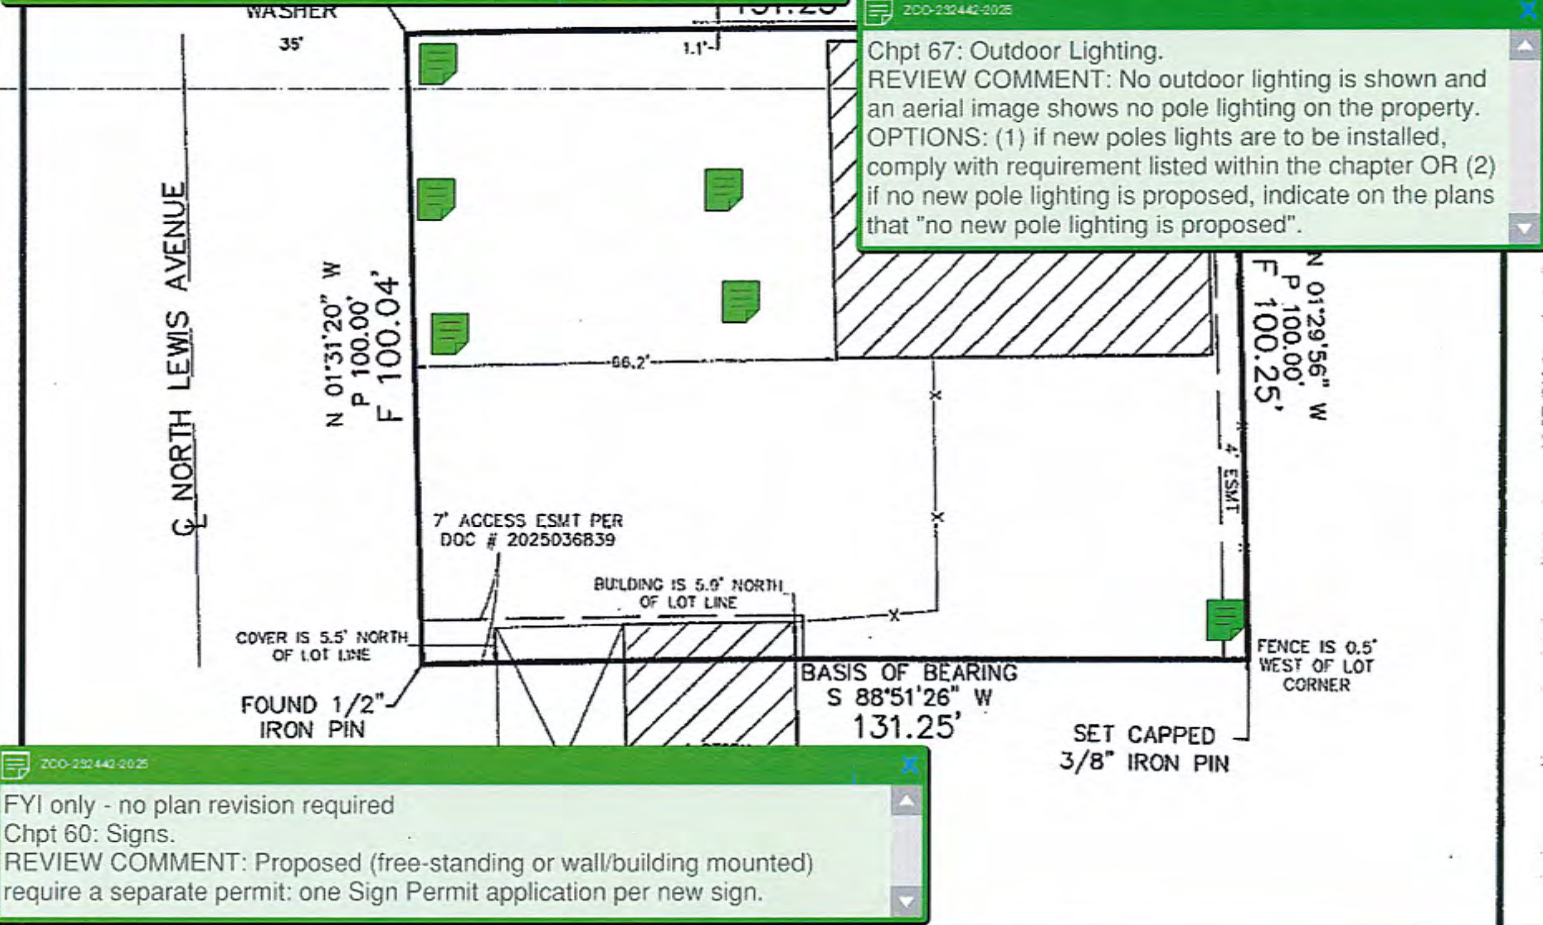 WASHER
35'
1.1'
ZCO-292442-2025
Chpt 67: Outdoor Lighting.
REVIEW COMMENT: No outdoor lighting is shown and
an aerial image shows no pole lighting on the property.
OPTIONS: (1) if new poles lights are to be installed,
comply with requirement listed within the chapter OR (2)
if no new pole lighting is proposed, indicate on the plans
that "no new pole lighting is proposed".
NORTH LEWIS AVENUE
N 01°31'20" W
P 100.00'
F 100.04'
66.2'
N 01°29'56" W
P 100.00'
F 100.25'
4' ESMT
7' ACCESS ESMT PER
DOC # 2025036839
BUILDING IS 5.9' NORTH
OF LOT LINE
COVER IS 5.5' NORTH
OF LOT LINE
FENCE IS 0.5'
WEST OF LOT
CORNER
FOUND 1/2"
IRON PIN
BASIS OF BEARING
S 88°51'26" W
131.25'
SET CAPPED
3/8" IRON PIN
ZCO-292442-2025
FYI only - no plan revision required
Chpt 60: Signs.
REVIEW COMMENT: Proposed (free-standing or wall/building mounted)
require a separate permit: one Sign Permit application per new sign.